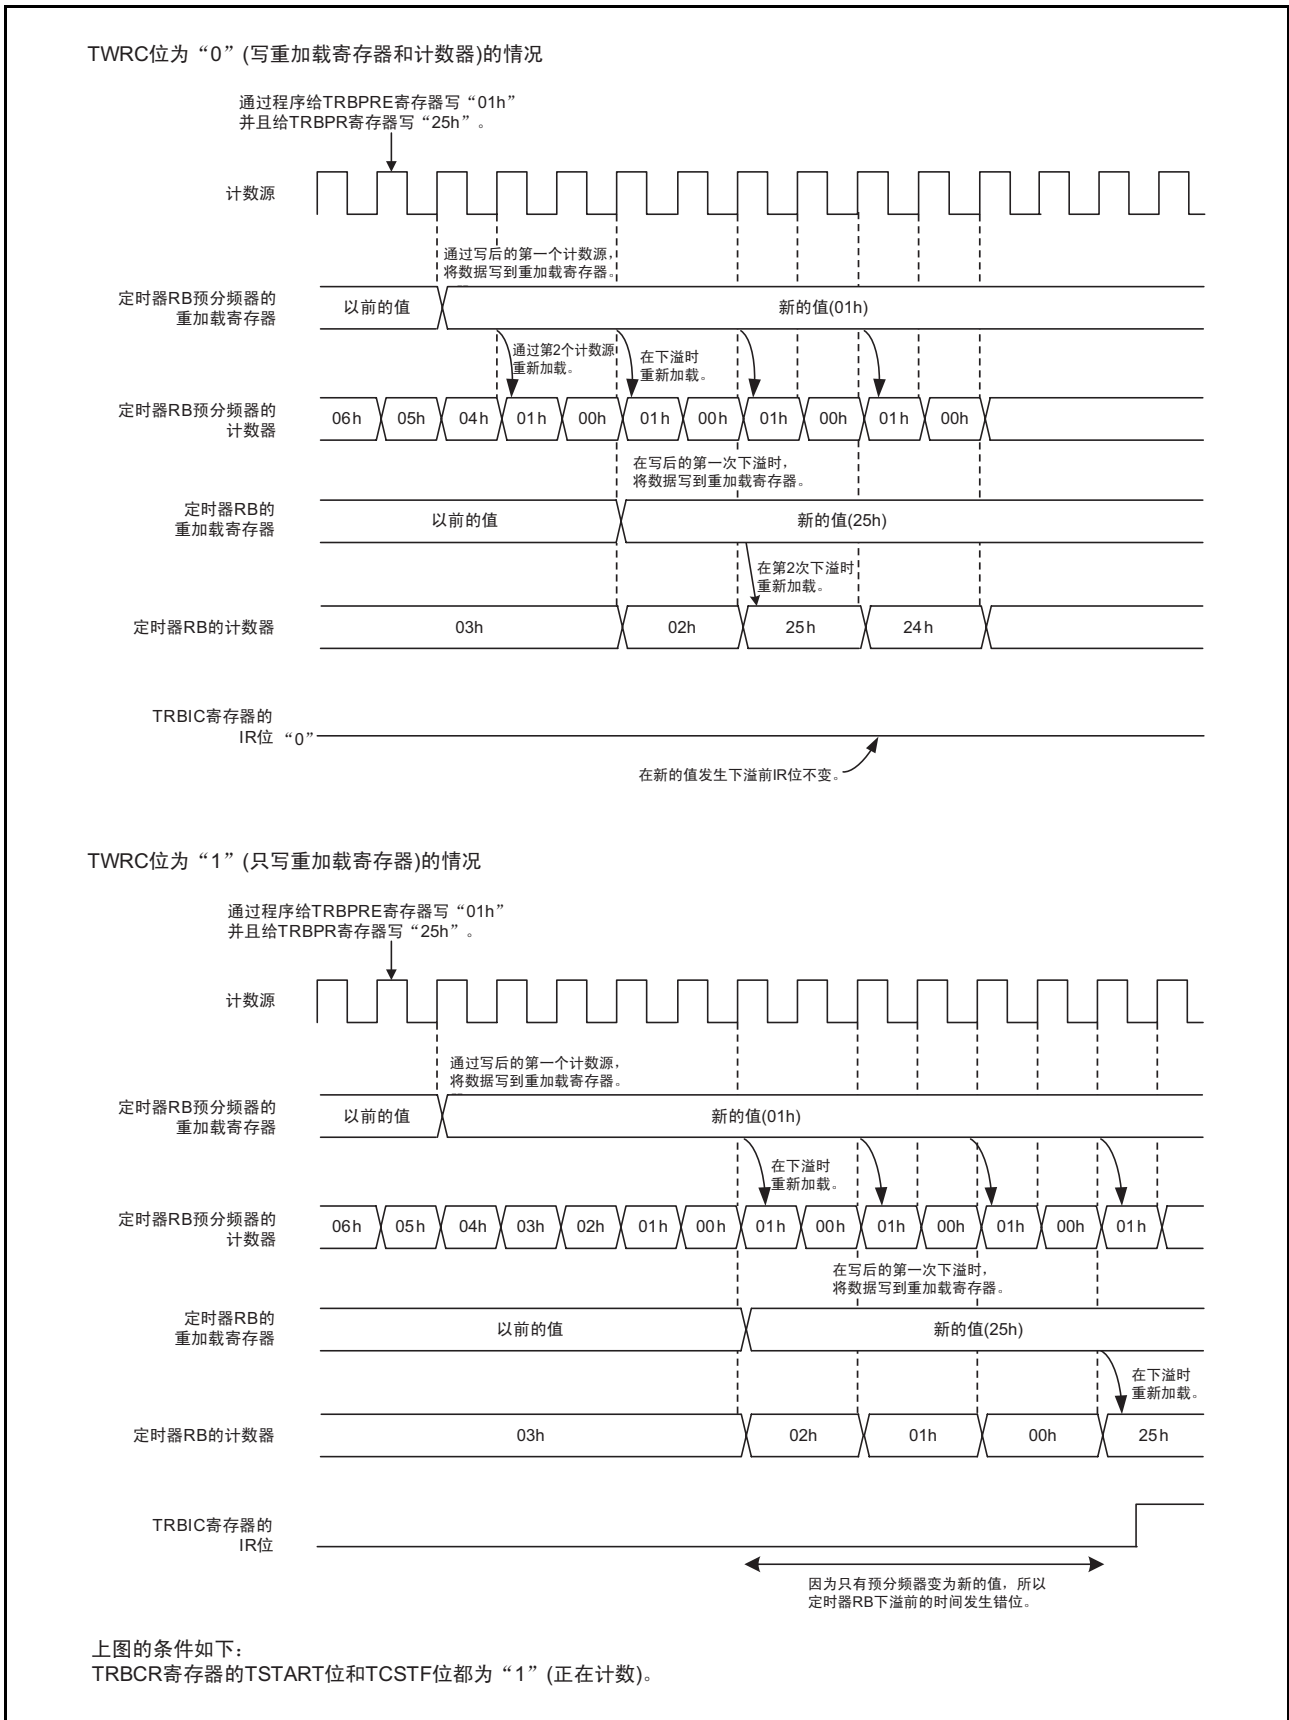 TWRC位为“0”(写重加载寄存器和计数器)的情况
通过程序给TRBPRE寄存器写“01h”
并且给TRBPR寄存器写“25h”。
计数源
通过写后的第一个计数源，
将数据写到重加载寄存器。
定时器RB预分频器的
重加载寄存器
以前的值
新的值(01h)
通过第2个计数源
重新加载。
在下溢时
重新加载。
定时器RB预分频器的
计数器
06h 05h 04h 01h 00h 01h 00h 01h 00h 01h 00h
在写后的第一次下溢时，
将数据写到重加载寄存器。
定时器RB的
重加载寄存器
以前的值
新的值(25h)
在第2次下溢时
重新加载。
定时器RB的计数器
03h 02h 25h 24h
TRBIC寄存器的
IR位 “0”
在新的值发生下溢前IR位不变。
TWRC位为“1”(只写重加载寄存器)的情况
通过程序给TRBPRE寄存器写“01h”
并且给TRBPR寄存器写“25h”。
计数源
通过写后的第一个计数源，
将数据写到重加载寄存器。
定时器RB预分频器的
重加载寄存器
以前的值
新的值(01h)
在下溢时
重新加载。
定时器RB预分频器的
计数器
06h 05h 04h 03h 02h 01h 00h 01h 00h 01h 00h 01h 00h 01h
在写后的第一次下溢时，
将数据写到重加载寄存器。
定时器RB的
重加载寄存器
以前的值
新的值(25h)
在下溢时
重新加载。
定时器RB的计数器
03h 02h 01h 00h 25h
TRBIC寄存器的
IR位
因为只有预分频器变为新的值，所以
定时器RB下溢前的时间发生错位。
上图的条件如下：
TRBCR寄存器的TSTART位和TCSTF位都为“1”(正在计数)。